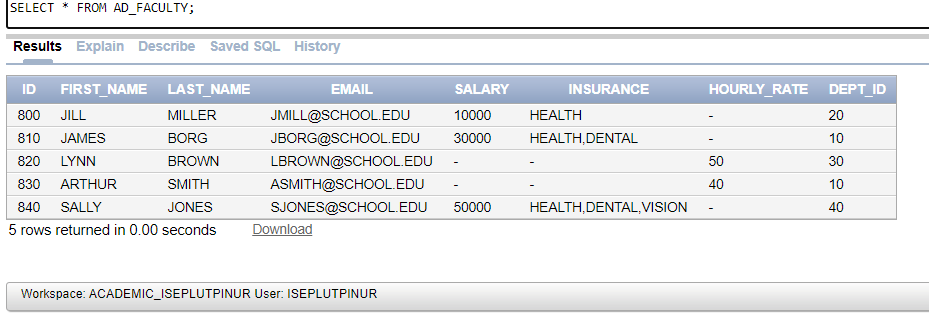 SELECT * FROM AD_FACULTY;
Results Explain Describe Saved SQL History
ID FIRST_NAME LAST_NAME EMAIL SALARY INSURANCE HOURLY_RATE DEPT_ID
800 JILL MILLER JMILL@SCHOOL.EDU 10000 HEALTH - 20
810 JAMES BORG JBORG@SCHOOL.EDU 30000 HEALTH,DENTAL - 10
820 LYNN BROWN LBROWN@SCHOOL.EDU - - 50 30
830 ARTHUR SMITH ASMITH@SCHOOL.EDU - - 40 10
840 SALLY JONES SJONES@SCHOOL.EDU 50000 HEALTH,DENTAL,VISION - 40
5 rows returned in 0.00 seconds Download
Workspace: ACADEMIC_ISEPLUTPINUR User: ISEPLUTPINUR